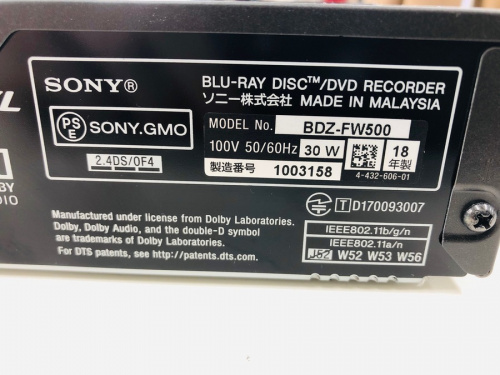 SONY®
BLU-RAY DISC™/DVD RECORDER
ソニー株式会社 MADE IN MALAYSIA
PS
E
SONY.GMO
MODEL No. BDZ-FW500
100V 50/60Hz 30 W
18
年製
2.4DS/OF4
製造番号 1003158
4-432-606-01
T D170093007
Manufactured under license from Dolby Laboratories.
Dolby, Dolby Audio, and the double-D symbol
are trademarks of Dolby Laboratories.
For DTS patents, see http://patents.dts.com.
IEEE802.11b/g/n
IEEE802.11a/n
J52 W52 W53 W56